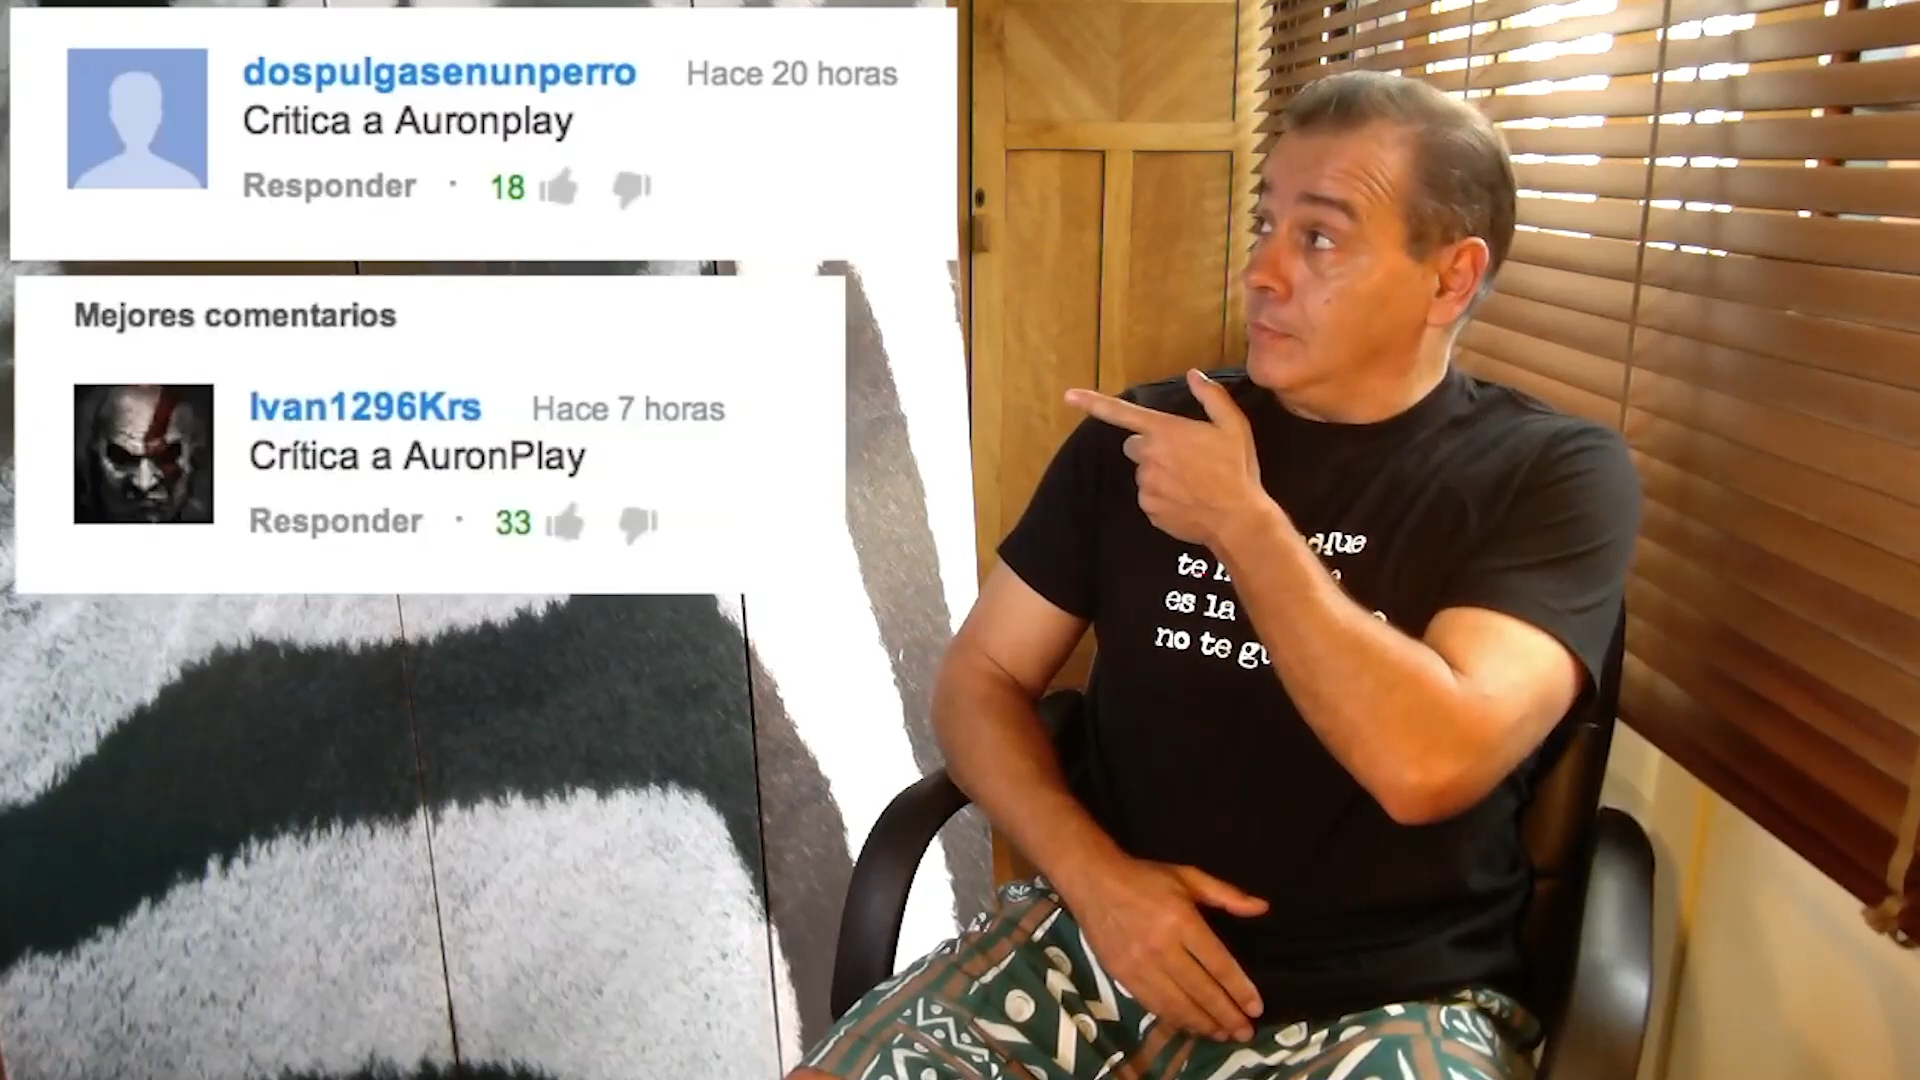 dospulgasenunperro Hace 20 horas
Critica a Auronplay
Responder · 18
Mejores comentarios
Ivan1296Krs Hace 7 horas
Crítica a AuronPlay
Responder · 33
te
es la
no te